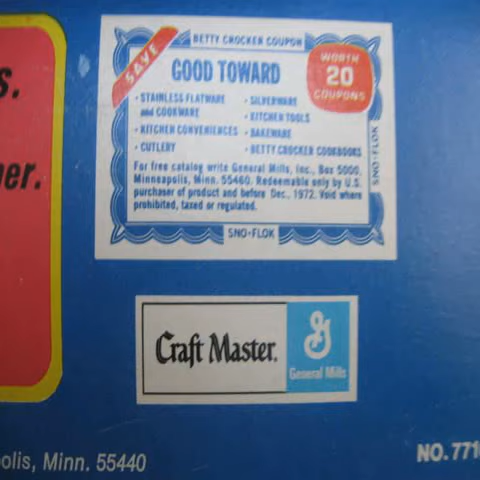 s.
er.
BETTY CROCKER COUPON
SAVE
WORTH
20
COUPONS
GOOD TOWARD
• STAINLESS FLATWARE
and COOKWARE
• KITCHEN CONVENIENCES
• CUTLERY
• SILVERWARE
• KITCHEN TOOLS
• BAKEWARE
• BETTY CROCKER COOKBOOKS
For free catalog write General Mills, Inc., Box 5000,
Minneapolis, Minn. 55460. Redeemable only by U.S.
purchaser of product and before Dec., 1972. Void where
prohibited, taxed or regulated.
SNO-FLOK
SNO-FLOK
Craft Master.
G
General Mills
olis, Minn. 55440
NO. 771